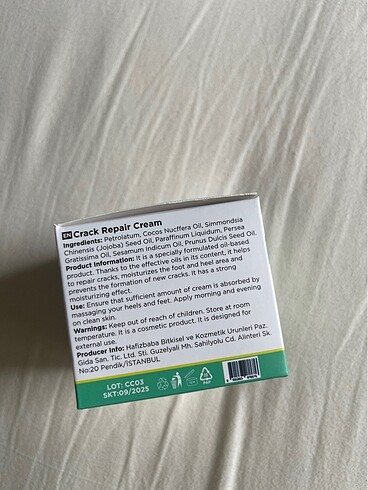 EN Crack Repair Cream
Ingredients: Petrolatum, Cocos Nucffera Oil, Simmondsia
Chinensis (Jojoba) Seed Oil, Paraffinum Liquidum, Persea
Gratissima Oil, Sesamum Indicum Oil, Prunus Dulcis Seed Oil.
Product Information: It is a specially formulated oil-based
product. Thanks to the effective oils in its content, it helps
to repair cracks, moisturizes the foot and heel area and
prevents the formation of new cracks. It has a strong
moisturizing effect.
Use: Ensure that sufficient amount of cream is absorbed by
massaging your heels and feet. Apply morning and evening
on clean skin.
Warnings: Keep out of reach of children. Store at room
temperature. It is a cosmetic product. It is designed for
external use.
Producer Info: Hafizbaba Bitkisel ve Kozmetik Urunleri Paz.
Gida San. Tic. Ltd. Sti. Guzelyali Mh. Sahilyolu Cd. Alinteri Sk.
No:20 Pendik/İSTANBUL
LOT: CC03
SKT:09/2025
PAP